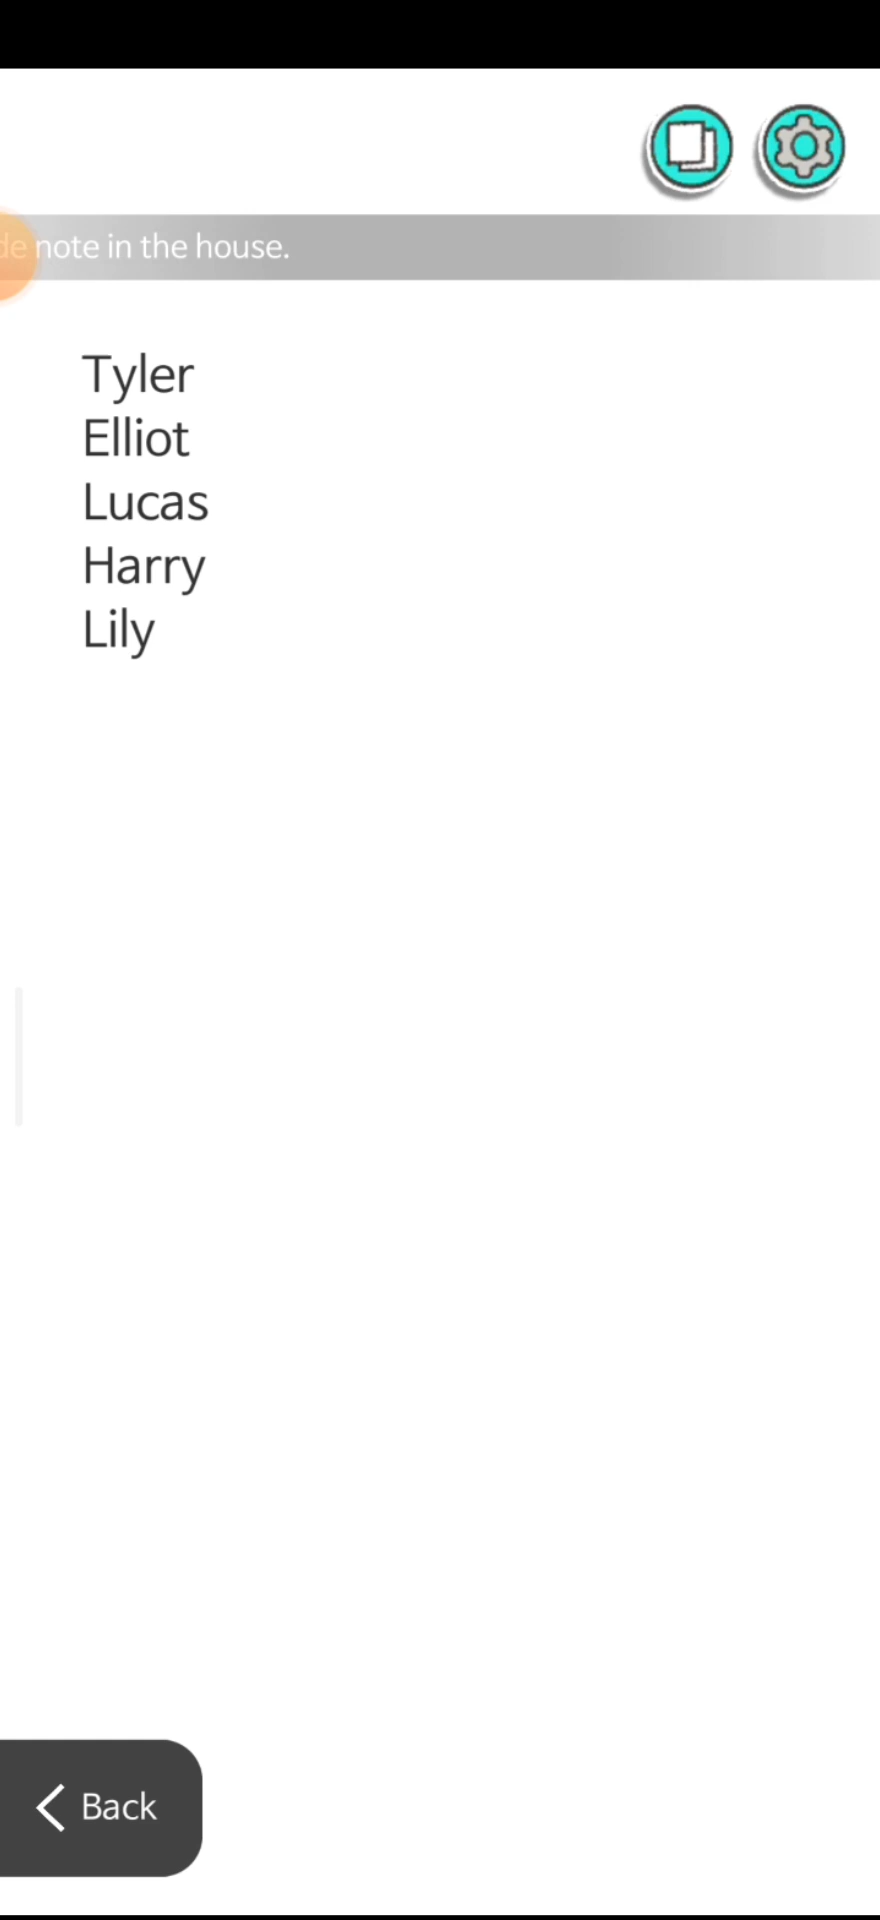 note in the house.
Tyler
Elliot
Lucas
Harry
Lily
Back